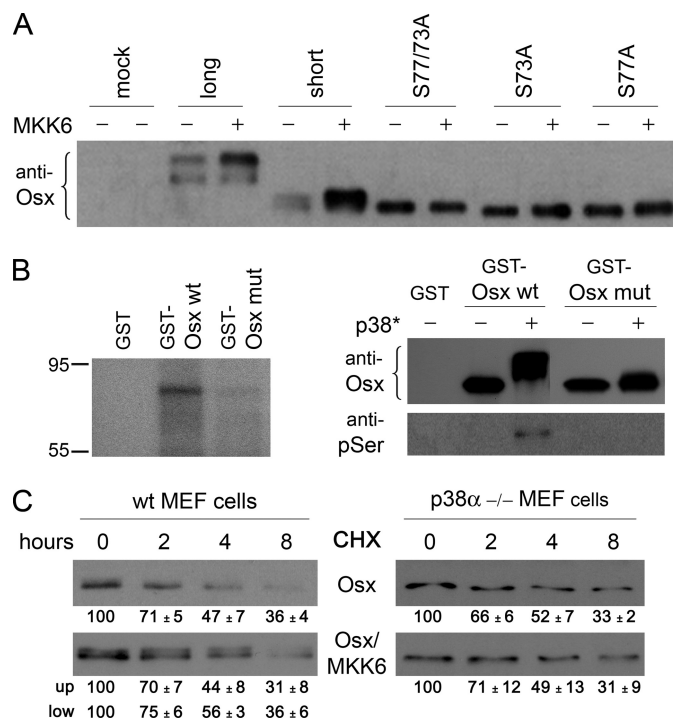 A
mock
long
short
S77/73A
S73A
S77A
MKK6 – – – + – + – + – + – +
anti-
Osx
B
GST
GST-
Osx wt
GST-
Osx mut
95
55
GST
GST-
Osx wt
GST-
Osx mut
p38* – – + – +
anti-
Osx
anti-
pSer
C
wt MEF cells
p38α –/– MEF cells
hours 0 2 4 8 CHX 0 2 4 8
Osx
100 71 ± 5 47 ± 7 36 ± 4 100 66 ± 6 52 ± 7 33 ± 2
Osx/
MKK6
up 100 70 ± 7 44 ± 8 31 ± 8 100 71 ± 12 49 ± 13 31 ± 9
low 100 75 ± 6 56 ± 3 36 ± 6